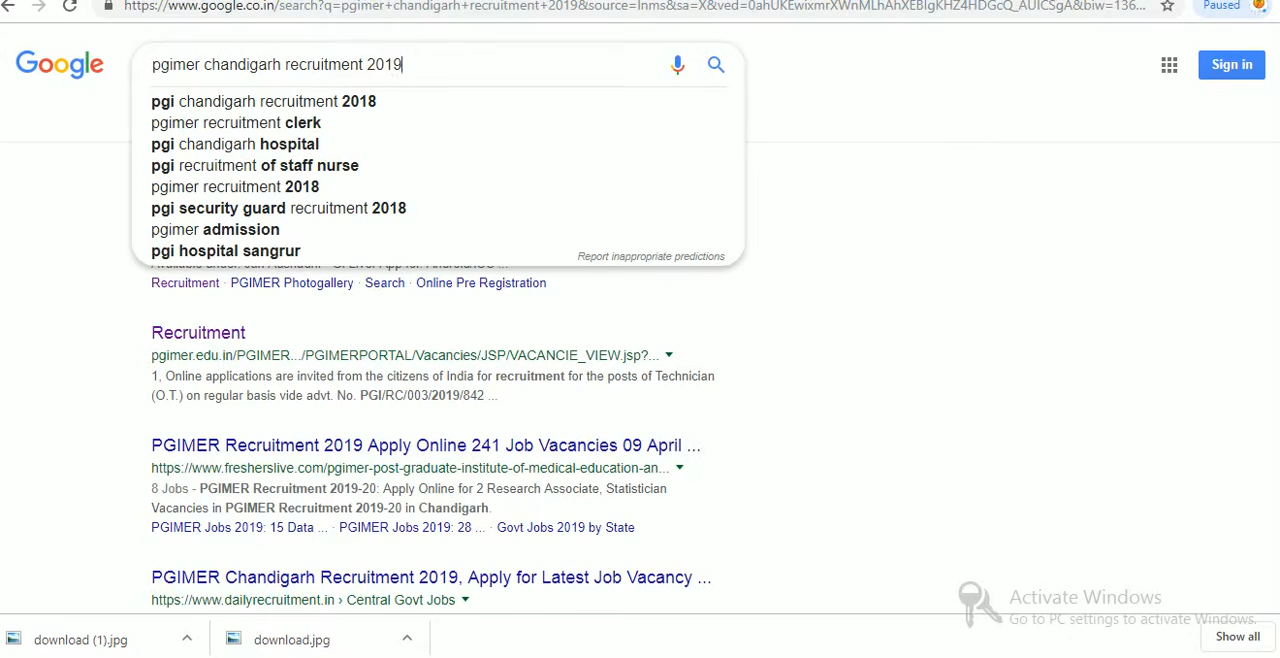 https://www.google.co.in/search?q=pgimer+chandigarh+recruitment+2019&source=lnms&sa=X&ved=
Paused
Google
pgimer chandigarh recruitment 2019
Sign in
pgi chandigarh recruitment 2018
pgimer recruitment clerk
pgi chandigarh hospital
pgi recruitment of staff nurse
pgimer recruitment 2018
pgi security guard recruitment 2018
pgimer admission
pgi hospital sangrur
Report inappropriate predictions
Recruitment · PGIMER Photogallery · Search · Online Pre Registration
Recruitment
pgimer.edu.in/PGIMER.../PGIMERPORTAL/Vacancies/JSP/VACANCIE_VIEW.jsp?...
1, Online applications are invited from the citizens of India for recruitment for the posts of Technician
(O.T.) on regular basis vide advt. No. PGI/RC/003/2019/842 ...
PGIMER Recruitment 2019 Apply Online 241 Job Vacancies 09 April ...
https://www.fresherslive.com/pgimer-post-graduate-institute-of-medical-education-an...
8 Jobs - PGIMER Recruitment 2019-20: Apply Online for 2 Research Associate, Statistician
Vacancies in PGIMER Recruitment 2019-20 in Chandigarh.
PGIMER Jobs 2019: 15 Data ... · PGIMER Jobs 2019: 28 ... · Govt Jobs 2019 by State
PGIMER Chandigarh Recruitment 2019, Apply for Latest Job Vacancy ...
https://www.dailyrecruitment.in › Central Govt Jobs
Activate Windows
Go to PC settings to activate Windows.
download (1).jpg
download.jpg
Show all